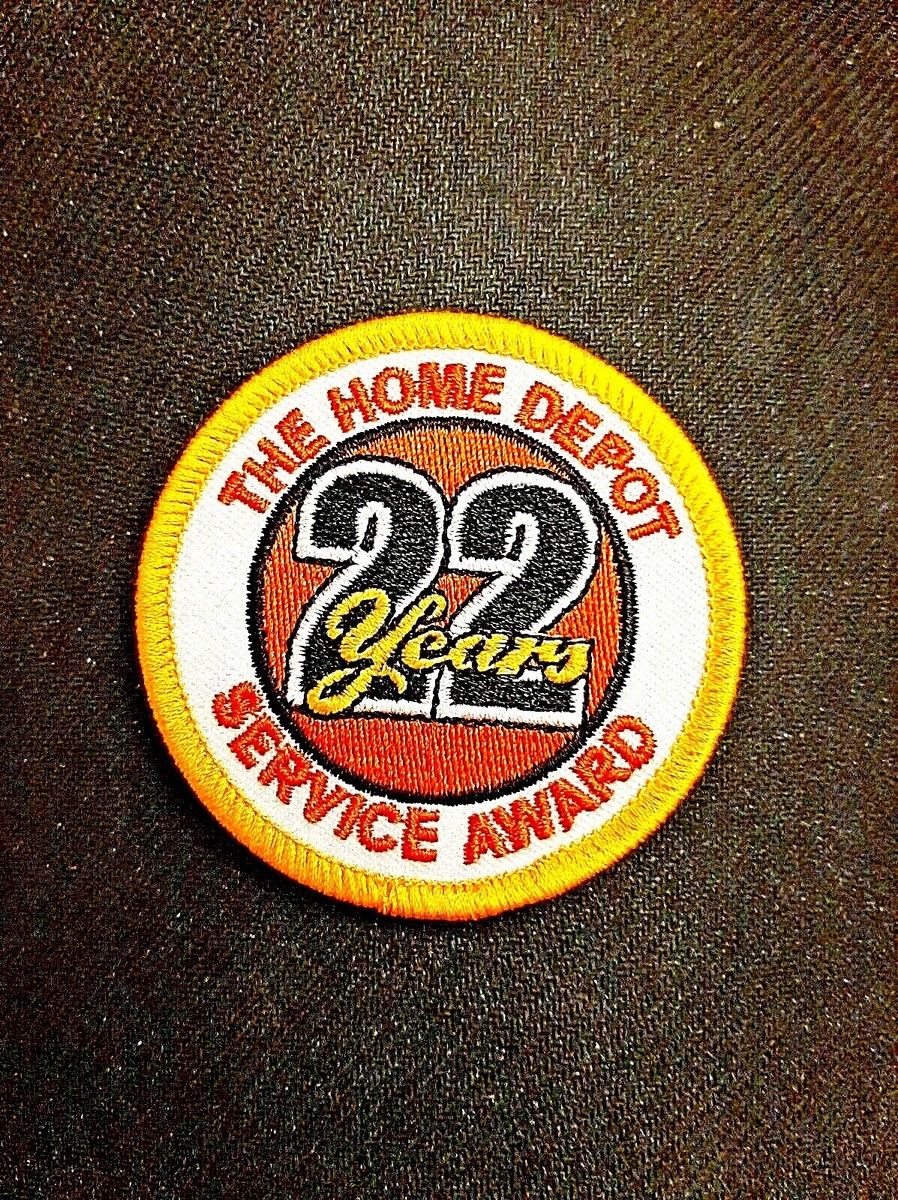 THE HOME DEPOT
22
Years
SERVICE AWARD